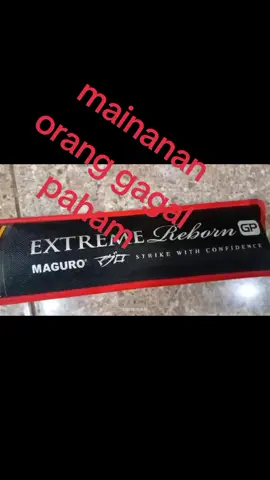 mainanan
orang gagal
paham
EXTREME Reborn GP
MAGURO マグロ STRIKE WITH CONFIDENCE